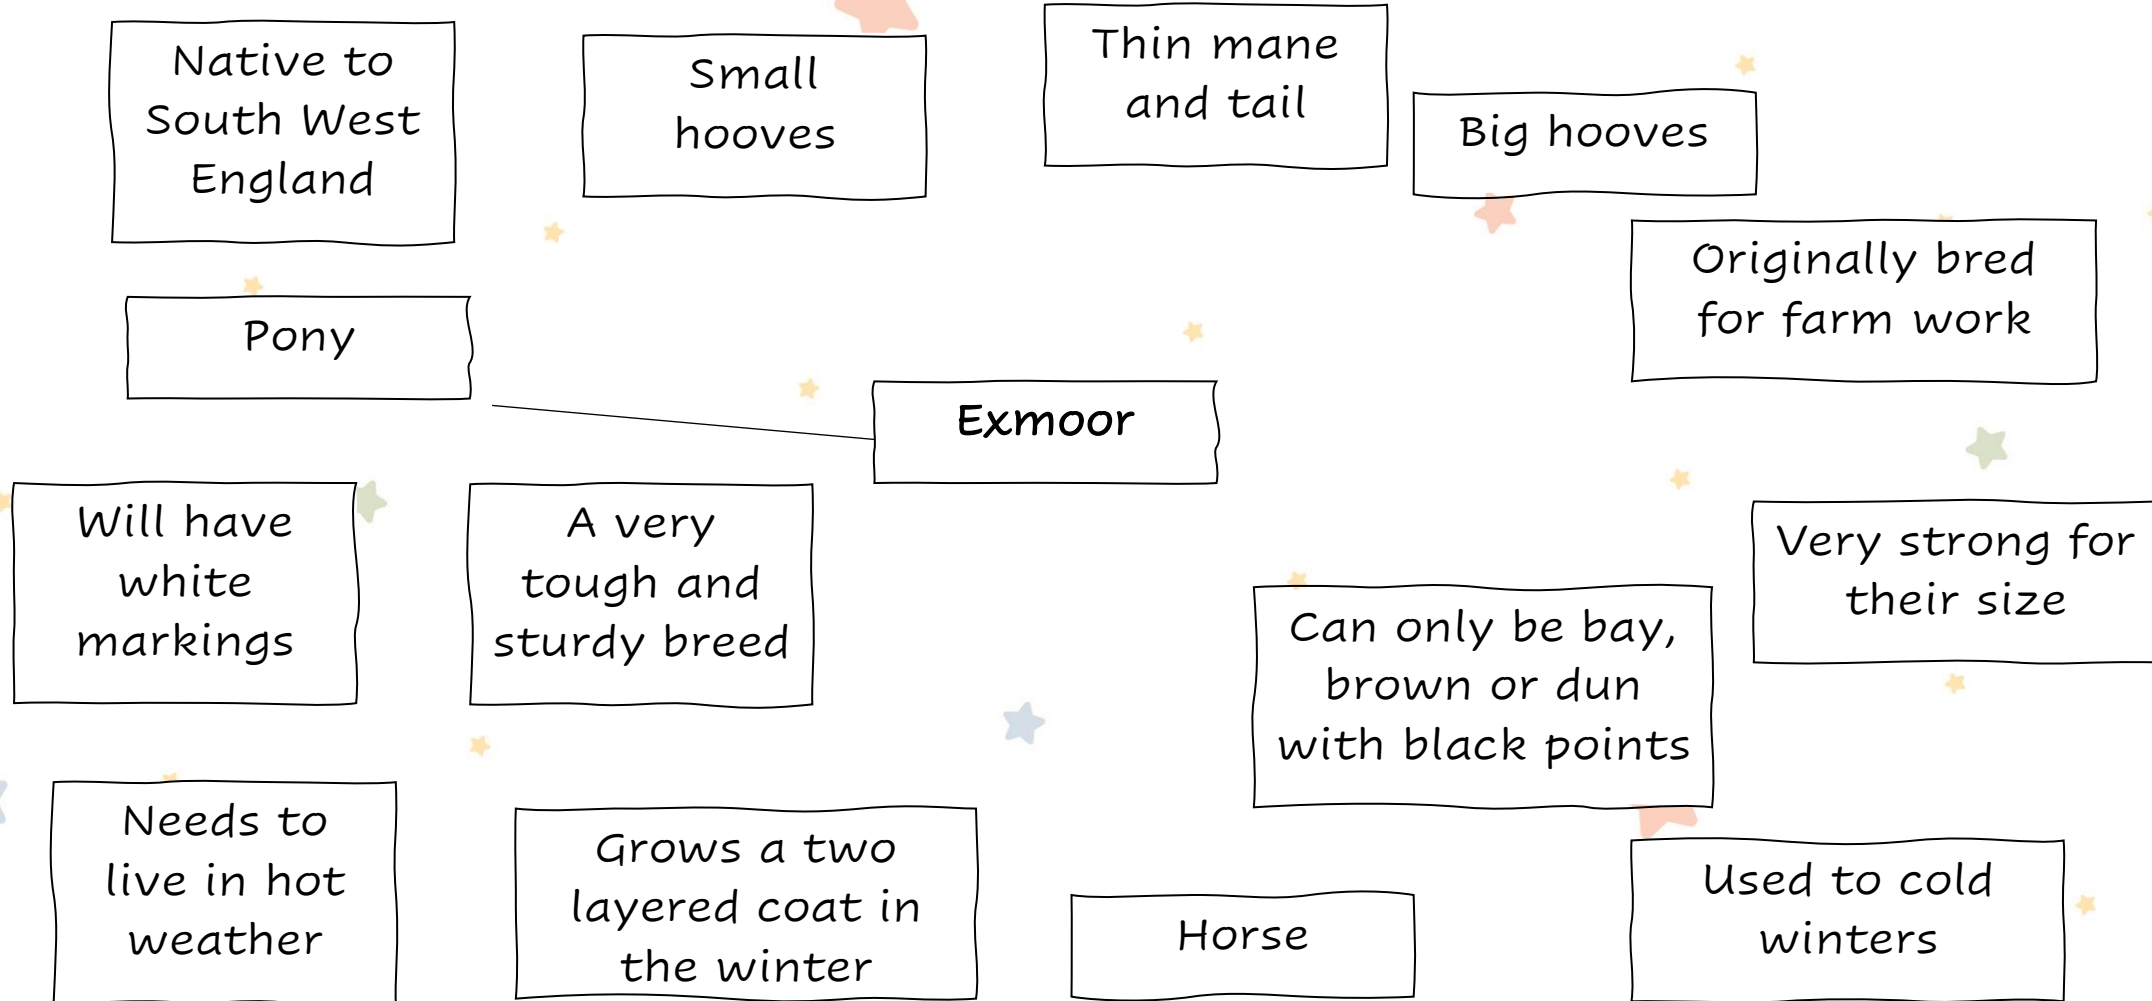 Native to
South West
England
Small
hooves
Thin mane
and tail
Big hooves
Originally bred
for farm work
Pony
Exmoor
Will have
white
markings
A very
tough and
sturdy breed
Very strong for
their size
Can only be bay,
brown or dun
with black points
Needs to
live in hot
weather
Grows a two
layered coat in
the winter
Horse
Used to cold
winters